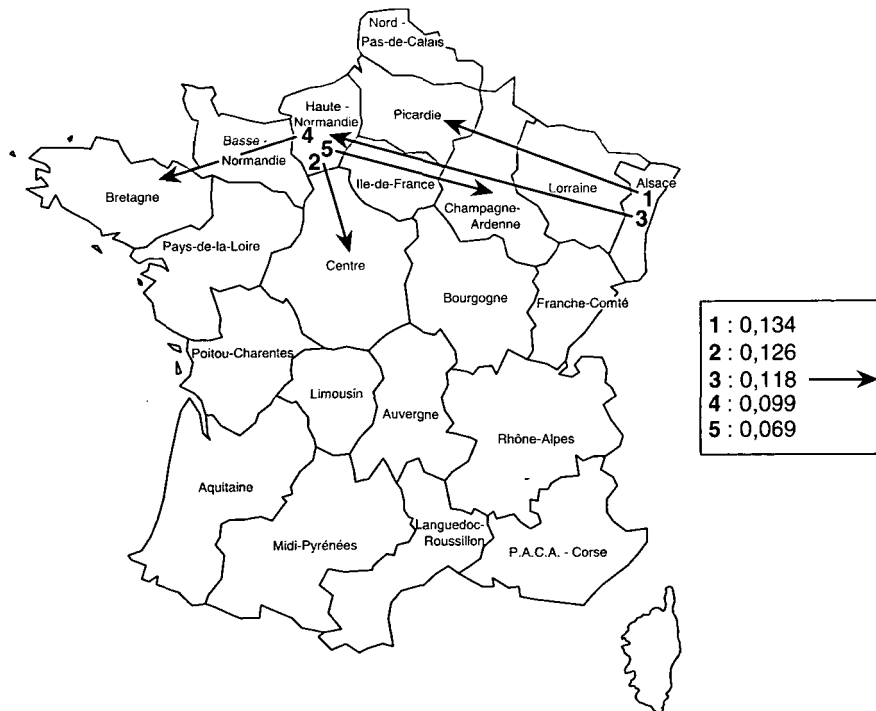 Nord -
Pas-de-Calais
Haute -
Normandie
Picardie
4
Basse -
Normandie
5
2
Ile-de-France
Lorraine
Alsace
1
3
Bretagne
Champagne-
Ardenne
Pays-de-la-Loire
Centre
Bourgogne
Franche-Comté
Poitou-Charentes
Limousín
Auvergne
Rhône-Alpes
Aquitaine
Midi-Pyrénées
Languedoc-
Roussillon
P.A.C.A. - Corse
1 : 0,134
2 : 0,126
3 : 0,118
4 : 0,099
5 : 0,069